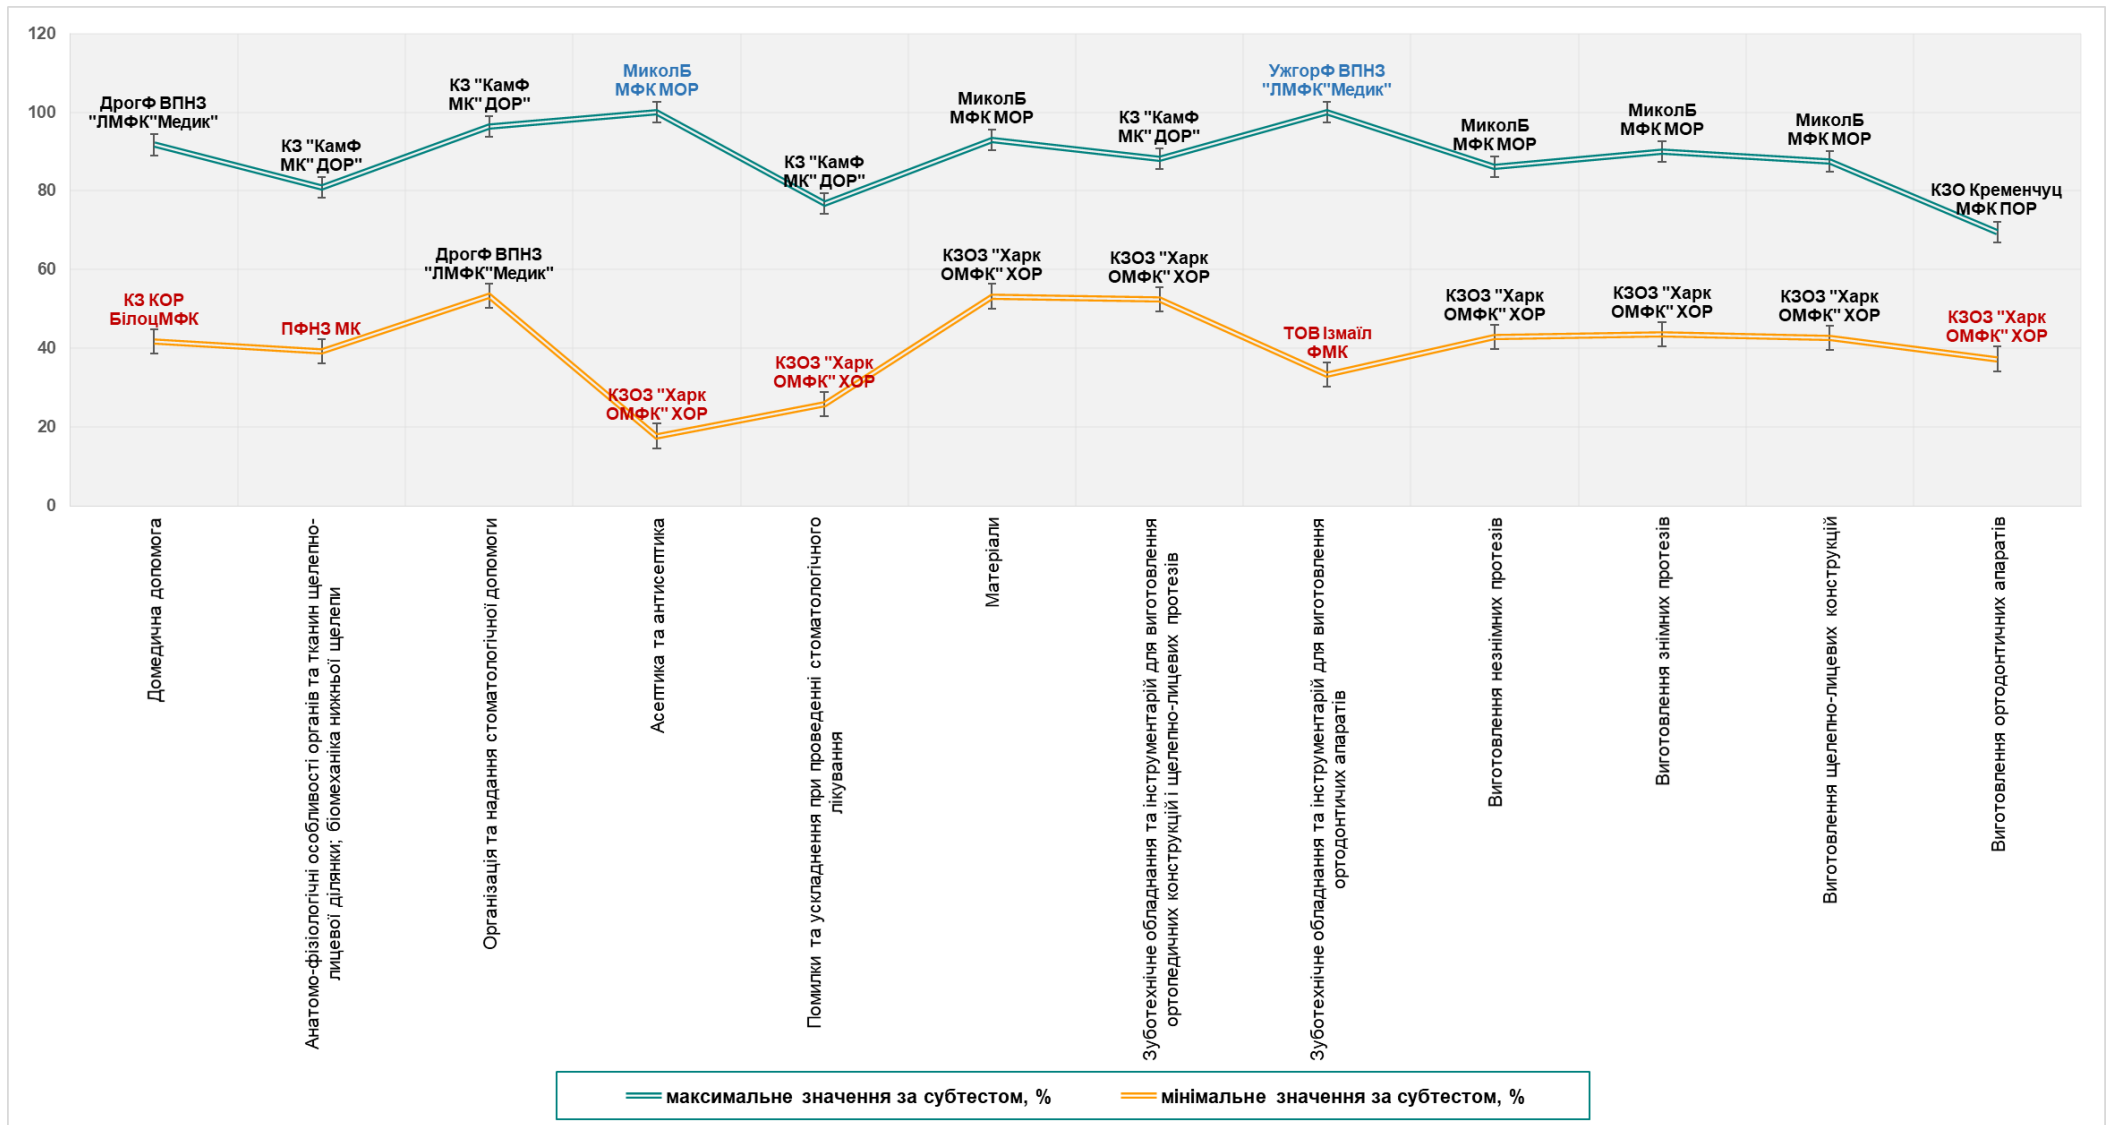 120
100
80
60
40
20
0
ДрогФ ВПНЗ
"ЛМФК"Медик"
КЗ "КамФ
МК"ДОР"
КЗ "КамФ
МК"ДОР"
МиколБ
МФК МОР
КЗ "КамФ
МК"ДОР"
МиколБ
МФК МОР
КЗ "КамФ
МК"ДОР"
УжгорФ ВПНЗ
"ЛМФК"Медик"
МиколБ
МФК МОР
МиколБ
МФК МОР
МиколБ
МФК МОР
КЗО Кременчуц
МФК ПОР
КЗ КОР
БілоцМФК
ПФНЗ МК
ДрогФ ВПНЗ
"ЛМФК"Медик"
КЗОЗ "Харк
ОМФК" ХОР
КЗОЗ "Харк
ОМФК" ХОР
КЗОЗ "Харк
ОМФК" ХОР
КЗОЗ "Харк
ОМФК" ХОР
ТОВ Ізмаїл
ФМК
КЗОЗ "Харк
ОМФК" ХОР
КЗОЗ "Харк
ОМФК" ХОР
КЗОЗ "Харк
ОМФК" ХОР
КЗОЗ "Харк
ОМФК" ХОР
Домедична допомога
Анатомо-фізіологічні особливості органів та тканин щелепно-
лицевої ділянки; біомеханіка нижньої щелепи
Організація та надання стоматологічної допомоги
Асептика та антисептика
Помилки та ускладнення при проведенні стоматологічного
лікування
Матеріали
Зуботехнічне обладнання та інструментарій для виготовлення
ортопедичних конструкцій і щелепно-лицевих протезів
Зуботехнічне обладнання та інструментарій для виготовлення
ортодонтичих апаратів
Виготовлення незнімних протезів
Виготовлення знімних протезів
Виготовлення щелепно-лицевих конструкцій
Виготовлення ортодонтичних апаратів
максимальне значення за субтестом, %
мінімальне значення за субтестом, %